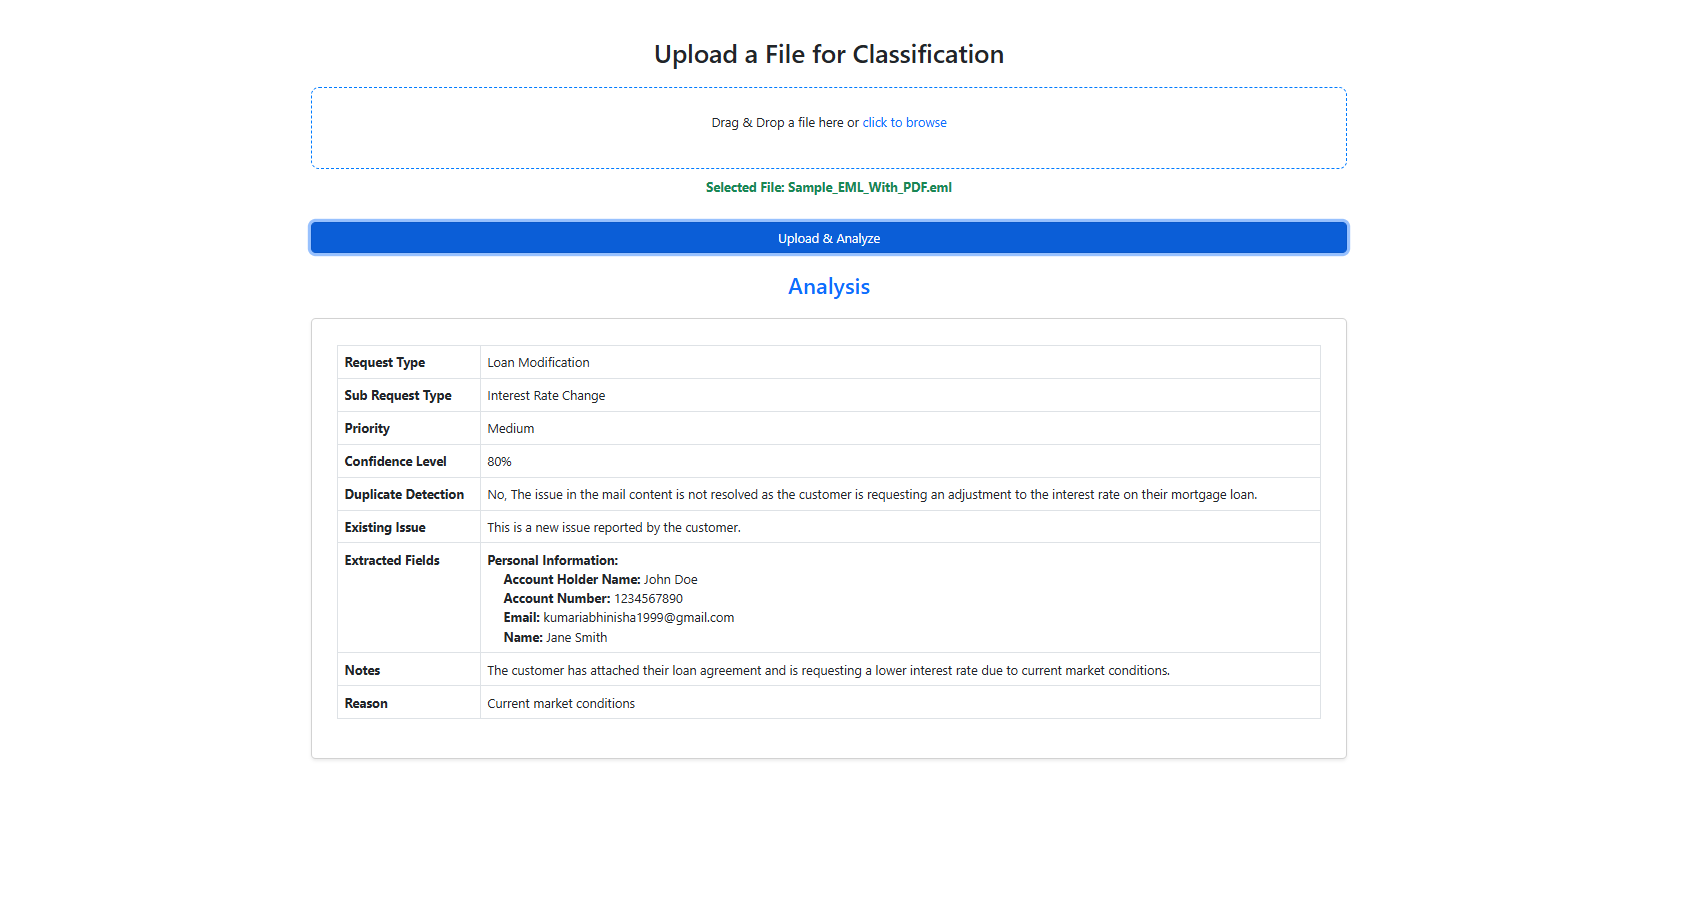 Upload a File for Classification
Drag & Drop a file here or click to browse
Selected File: Sample_EML_With_PDF.eml
Upload & Analyze
Analysis
Request Type Loan Modification
Sub Request Type Interest Rate Change
Priority Medium
Confidence Level 80%
Duplicate Detection No, The issue in the mail content is not resolved as the customer is requesting an adjustment to the interest rate on their mortgage loan.
Existing Issue This is a new issue reported by the customer.
Extracted Fields Personal Information:
Account Holder Name: John Doe
Account Number: 1234567890
Email: kumariabhinisha1999@gmail.com
Name: Jane Smith
Notes The customer has attached their loan agreement and is requesting a lower interest rate due to current market conditions.
Reason Current market conditions